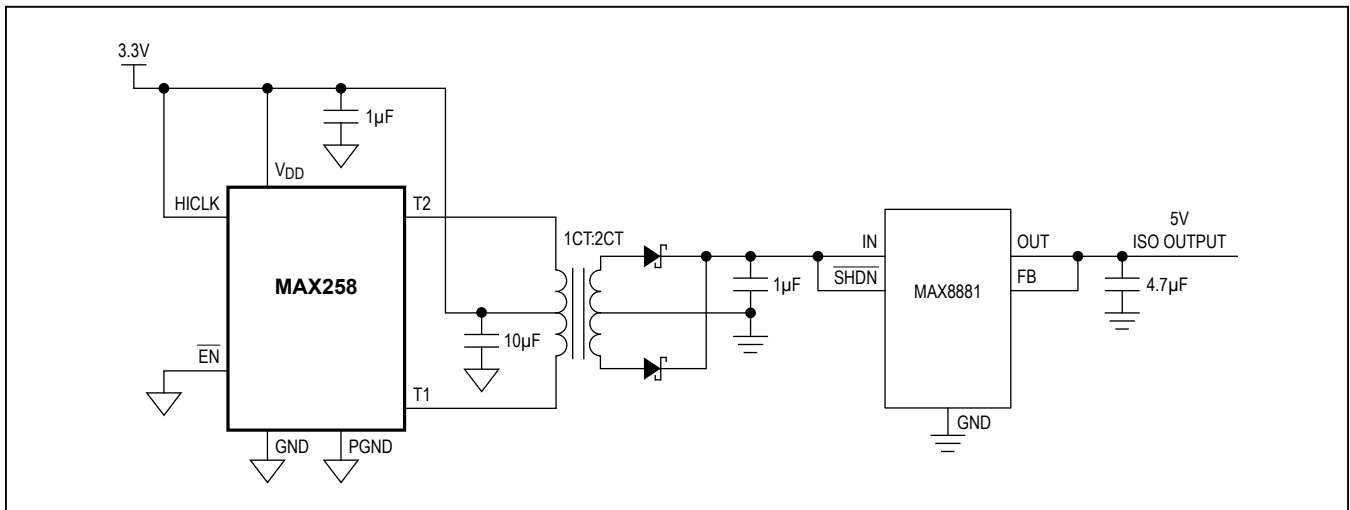 3.3V
1µF
VDD
HICLK
T2
1CT:2CT
MAX258
10µF
EN
T1
GND
PGND
1µF
IN
SHDN
MAX8881
OUT
FB
GND
5V
ISO OUTPUT
4.7µF